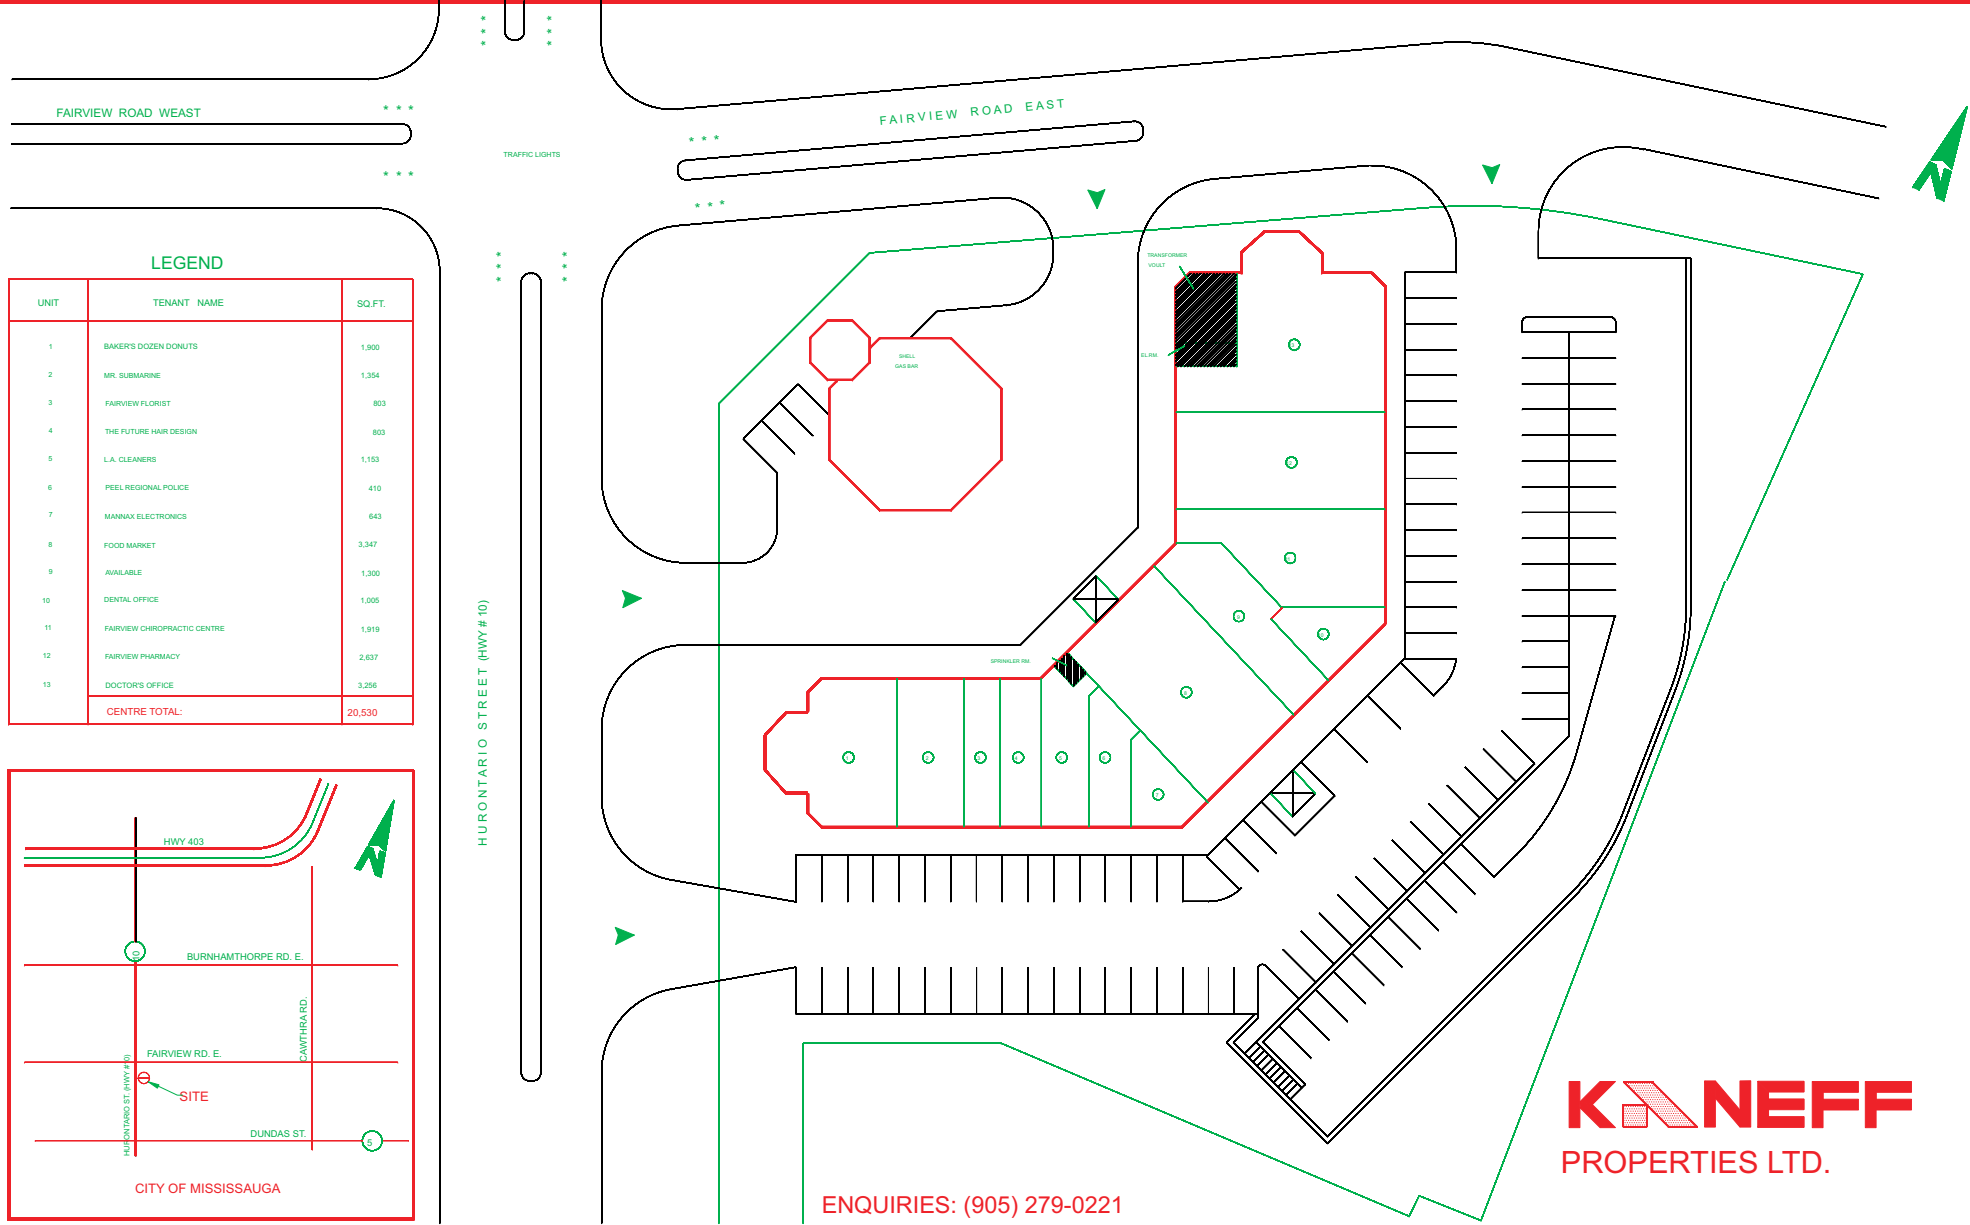 FAIRVIEW ROAD WEAST
FAIRVIEW ROAD EAST
TRAFFIC LIGHTS
N
LEGEND
UNIT TENANT NAME SQ.FT.
1 BAKER'S DOZEN DONUTS 1,900
2 MR. SUBMARINE 1,354
3 FAIRVIEW FLORIST 803
4 THE FUTURE HAIR DESIGN 803
5 L.A. CLEANERS 1,153
6 PEEL REGIONAL POLICE 410
7 MANNAX ELECTRONICS 643
8 FOOD MARKET 3,347
9 AVAILABLE 1,300
10 DENTAL OFFICE 1,005
11 FAIRVIEW CHIROPRACTIC CENTRE 1,919
12 FAIRVIEW PHARMACY 2,637
13 DOCTOR'S OFFICE 3,256
CENTRE TOTAL: 20,530
TRANSFORMER
VOULT
EL.RM.
SHELL
GAS BAR
SPRINKLER RM.
HURONTARIO STREET (HWY # 10)
HWY 403
N
10
BURNHAMTHORPE RD. E.
CAWTHRA RD.
FAIRVIEW RD. E.
HURONTARIO ST. (HWY # 10)
SITE
DUNDAS ST.
5
CITY OF MISSISSAUGA
KANEFF
PROPERTIES LTD.
ENQUIRIES: (905) 279-0221